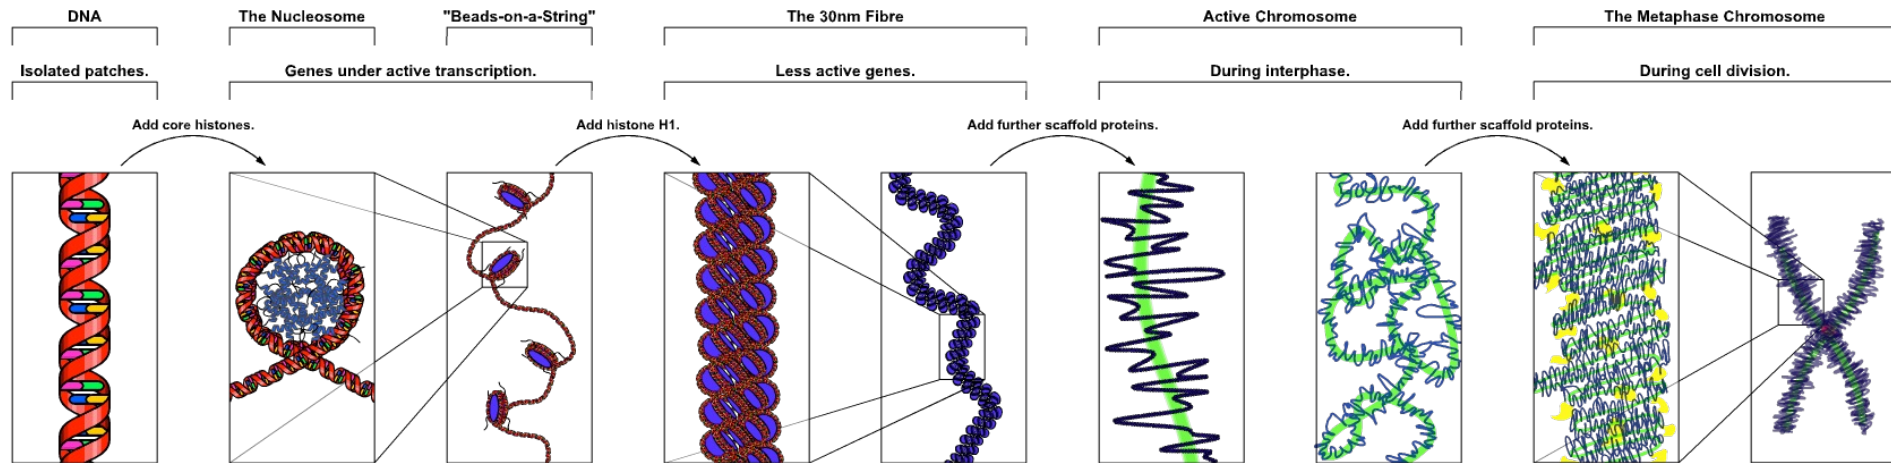 DNA
The Nucleosome
"Beads-on-a-String"
The 30nm Fibre
Active Chromosome
The Metaphase Chromosome
Isolated patches.
Genes under active transcription.
Less active genes.
During interphase.
During cell division.
Add core histones.
Add histone H1.
Add further scaffold proteins.
Add further scaffold proteins.